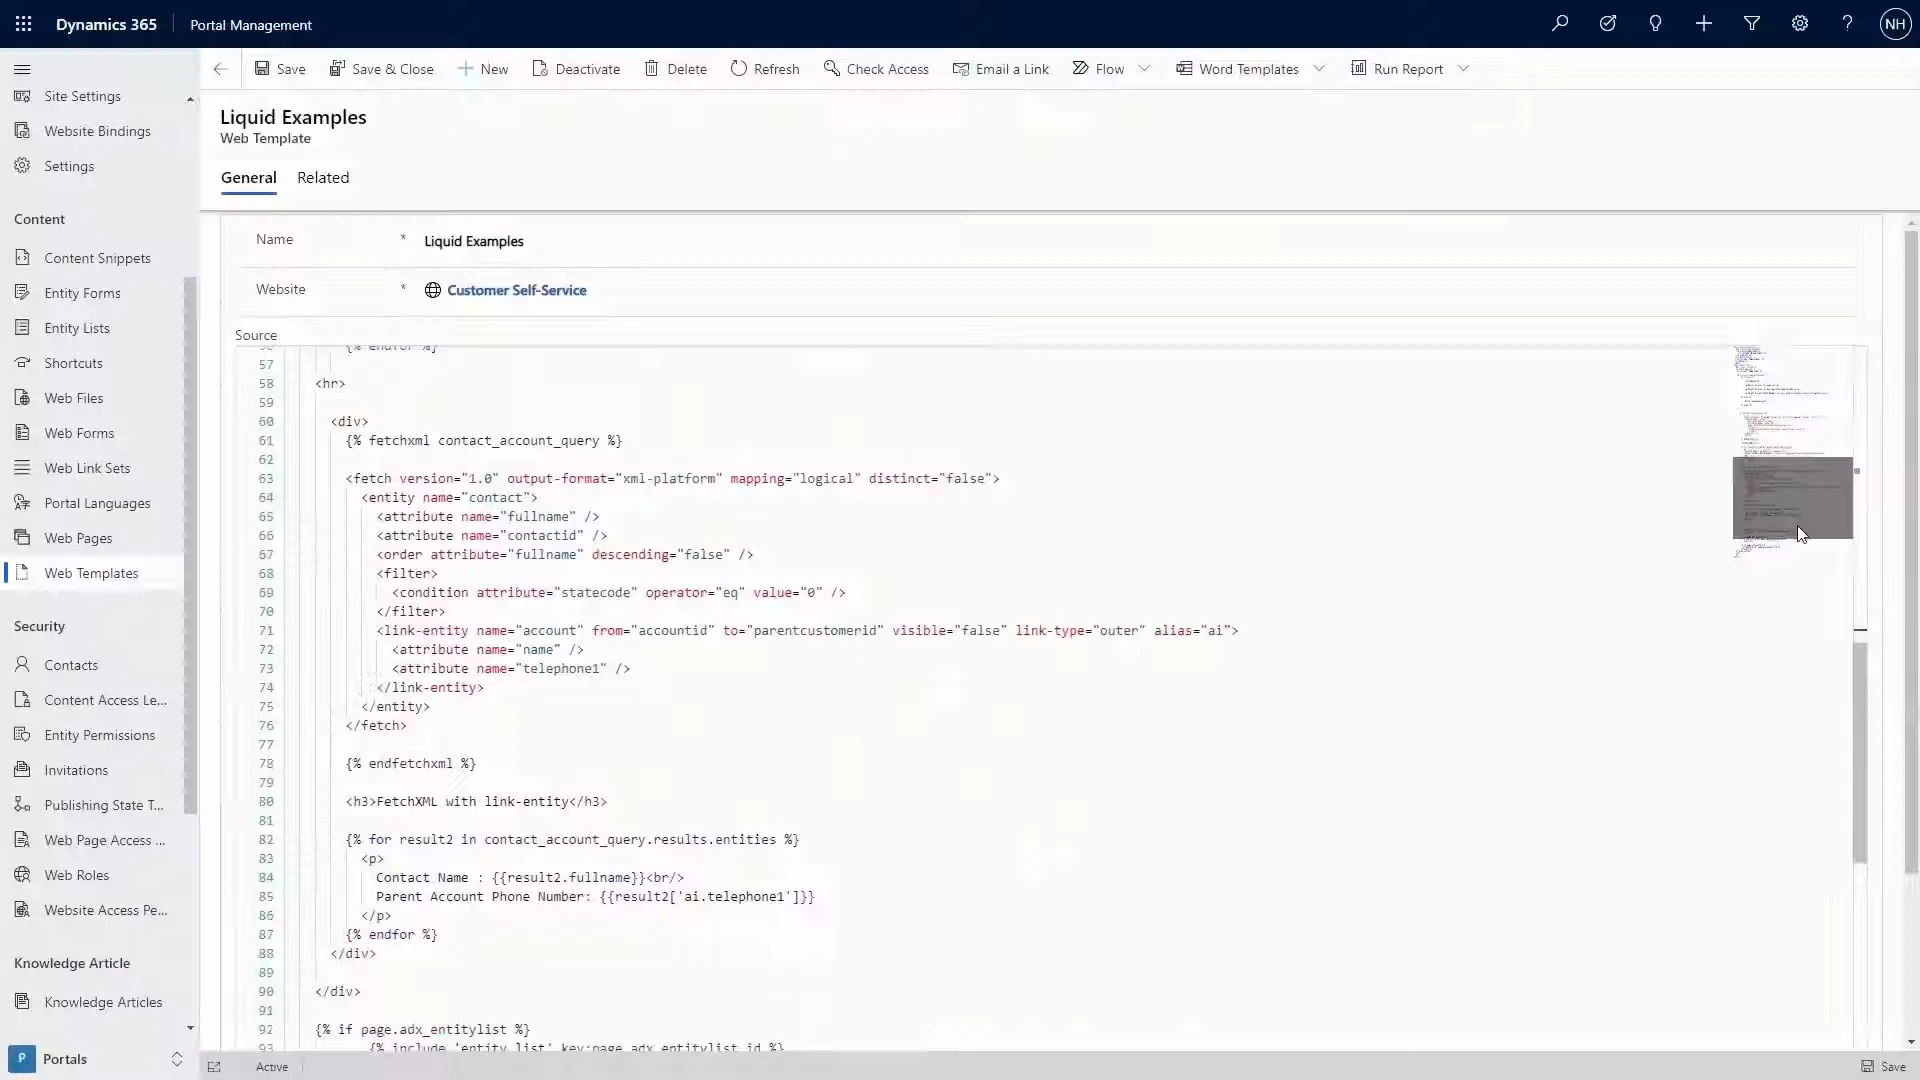 Dynamics 365
Portal Management
NH
Save
Save & Close
New
Deactivate
Delete
Refresh
Check Access
Email a Link
Flow
Word Templates
Run Report
Site Settings
Website Bindings
Settings
Content
Content Snippets
Entity Forms
Entity Lists
Shortcuts
Web Files
Web Forms
Web Link Sets
Portal Languages
Web Pages
Web Templates
Security
Contacts
Content Access Le...
Entity Permissions
Invitations
Publishing State T...
Web Page Access ...
Web Roles
Website Access Pe...
Knowledge Article
Knowledge Articles
P Portals
Liquid Examples
Web Template
General
Related
Name * Liquid Examples
Website * Customer Self-Service
Source
56 {% endfor %}
57
58 <hr>
59
60 <div>
61 {% fetchxml contact_account_query %}
62
63 <fetch version="1.0" output-format="xml-platform" mapping="logical" distinct="false">
64 <entity name="contact">
65 <attribute name="fullname" />
66 <attribute name="contactid" />
67 <order attribute="fullname" descending="false" />
68 <filter>
69 <condition attribute="statecode" operator="eq" value="0" />
70 </filter>
71 <link-entity name="account" from="accountid" to="parentcustomerid" visible="false" link-type="outer" alias="ai">
72 <attribute name="name" />
73 <attribute name="telephone1" />
74 </link-entity>
75 </entity>
76 </fetch>
77
78 {% endfetchxml %}
79
80 <h3>FetchXML with link-entity</h3>
81
82 {% for result2 in contact_account_query.results.entities %}
83 <p>
84 Contact Name : {{result2.fullname}}<br/>
85 Parent Account Phone Number: {{result2['ai.telephone1']}}
86 </p>
87 {% endfor %}
88 </div>
89
90 </div>
91
92 {% if page.adx_entitylist %}
93 {% include 'entity_list' key:page.adx_entitylist.id %}
Active
Save